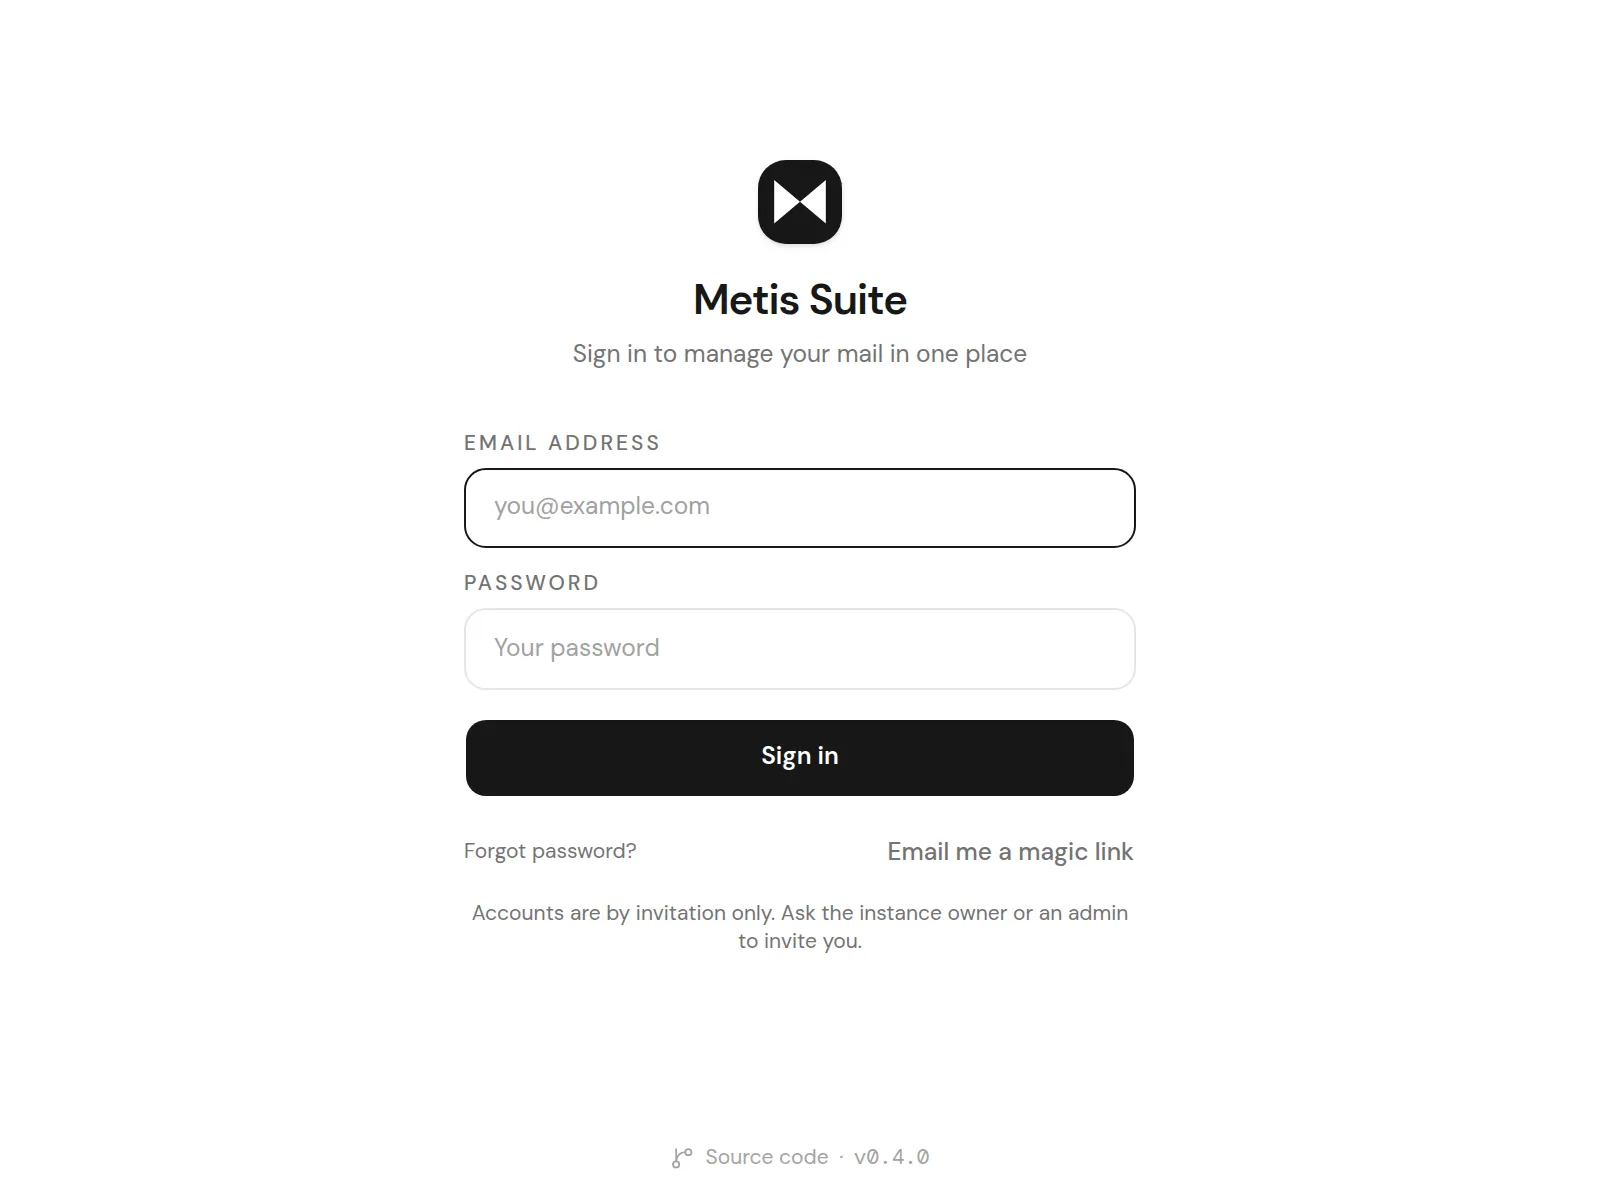 Metis Suite
Sign in to manage your mail in one place
EMAIL ADDRESS
you@example.com
PASSWORD
Your password
Sign in
Forgot password?
Email me a magic link
Accounts are by invitation only. Ask the instance owner or an admin
to invite you.
Source code · v0.4.0